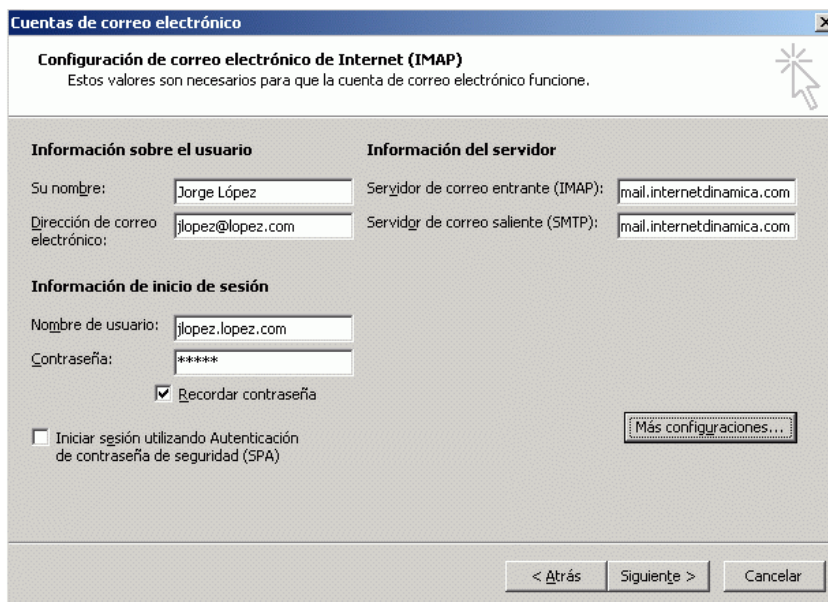 Cuentas de correo electrónico
Configuración de correo electrónico de Internet (IMAP)
Estos valores son necesarios para que la cuenta de correo electrónico funcione.
Información sobre el usuario
Su nombre: Jorge López
Dirección de correo
electrónico: jlopez@lopez.com
Información del servidor
Servidor de correo entrante (IMAP): mail.internetdinamica.com
Servidor de correo saliente (SMTP): mail.internetdinamica.com
Información de inicio de sesión
Nombre de usuario: jlopez.lopez.com
Contraseña: *****
Recordar contraseña
Iniciar sesión utilizando Autenticación
de contraseña de seguridad (SPA)
Más configuraciones...
< Atrás Siguiente > Cancelar